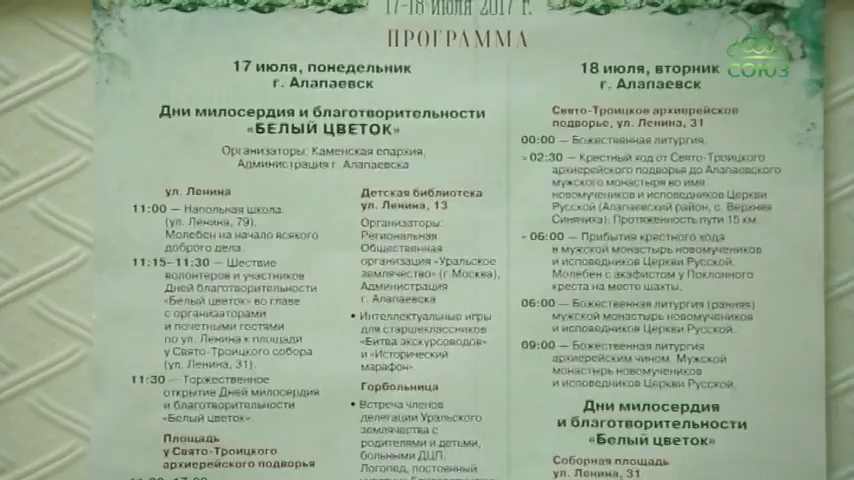 17-18 ИЮЛЯ 2017 Г.
ПРОГРАММА
СОЮЗ
17 июля, понедельник
г. Алапаевск
Дни милосердия и благотворительности
«БЕЛЫЙ ЦВЕТОК»
Организаторы: Каменская епархия,
Администрация г. Алапаевска
ул. Ленина
11:00 — Напольная школа.
(ул. Ленина, 79).
Молебен на начало всякого
доброго дела.
11:15–11:30 — Шествие
волонтеров и участников
Дней благотворительности
«Белый цветок» во главе
с организаторами
и почетными гостями
по ул. Ленина к площади
у Свято-Троицкого собора
(ул. Ленина, 31).
11:30 — Торжественное
открытие Дней милосердия
и благотворительности
«Белый цветок».
Площадь
у Свято-Троицкого
архиерейского подворья
Детская библиотека
ул. Ленина, 13
Организаторы:
Региональная
Общественная
организация «Уральское
землячество» (г. Москва),
Администрация
г. Алапаевска
• Интеллектуальные игры
для старшеклассников
«Битва экскурсоводов»
и «Исторический
марафон».
Горбольница
• Встреча членов
делегации Уральского
землячества с
родителями и детьми,
больными ДЦП.
Логопед, постоянный
18 июля, вторник
г. Алапаевск
Свято-Троицкое архиерейское
подворье, ул. Ленина, 31
00:00 — Божественная литургия.
≈ 02:30 — Крестный ход от Свято-Троицкого
архиерейского подворья до Алапаевского
мужского монастыря во имя
новомучеников и исповедников Церкви
Русской (Алапаевский район, с. Верхняя
Синячиха). Протяженность пути 15 км.
≈ 06:00 — Прибытие крестного хода
в мужской монастырь новомучеников
и исповедников Церкви Русской.
Молебен с акафистом у Поклонного
креста на месте шахты.
06:00 — Божественная литургия (ранняя)
мужской монастырь новомучеников
и исповедников Церкви Русской.
09:00 — Божественная литургия
архиерейским чином. Мужской
монастырь новомучеников
и исповедников Церкви Русской.
Дни милосердия
и благотворительности
«Белый цветок»
Соборная площадь
ул. Ленина, 31